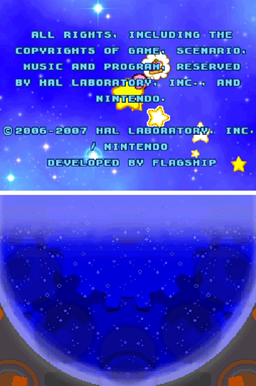 ALL RIGHTS, INCLUDING THE
COPYRIGHTS OF GAME, SCENARIO,
MUSIC AND PROGRAM, RESERVED
BY HAL LABORATORY, INC., AND
NINTENDO.
©2006-2007 HAL LABORATORY, INC.
/ NINTENDO
DEVELOPED BY FLAGSHIP